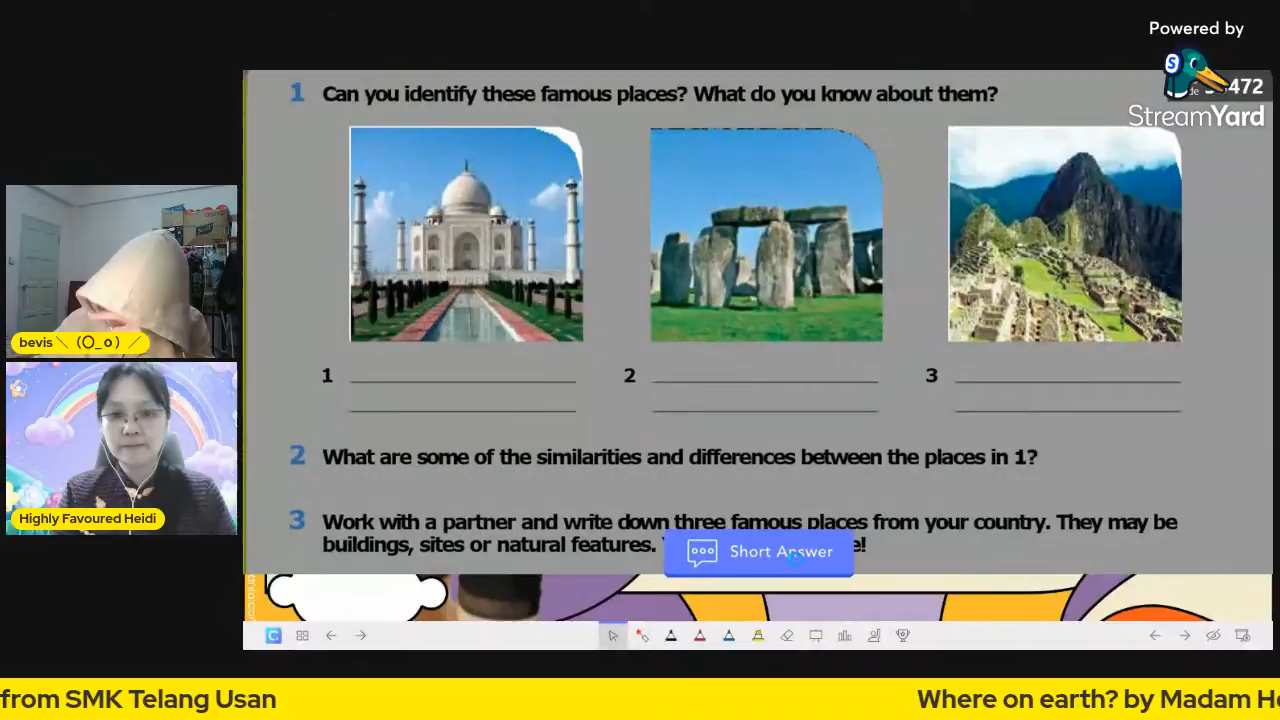 Powered by
StreamYard
472
1 Can you identify these famous places? What do you know about them?
1
2
3
2 What are some of the similarities and differences between the places in 1?
3 Work with a partner and write down three famous places from your country. They may be
buildings, sites or natural features.
Short Answer
bevis＼（〇_ｏ）／
Highly Favoured Heidi
from SMK Telang Usan
Where on earth? by Madam He